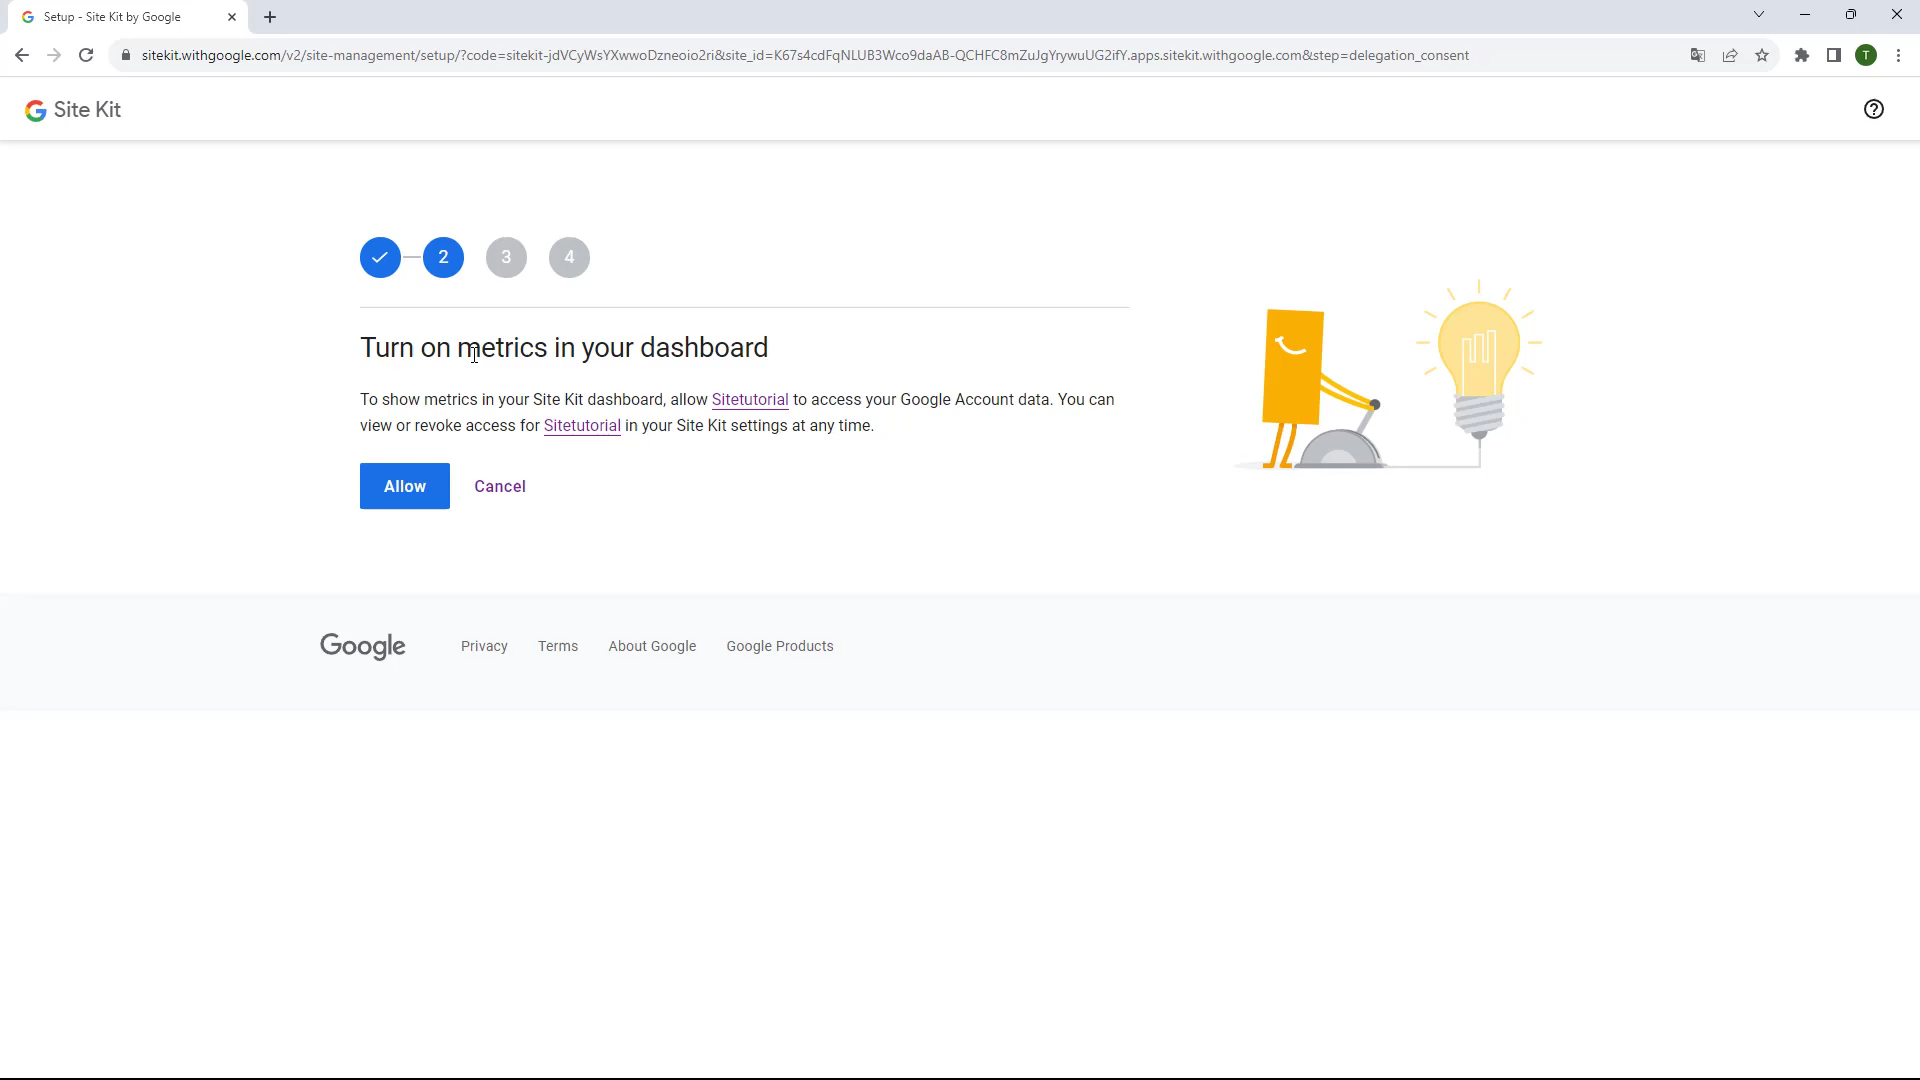 Setup - Site Kit by Google
sitekit.withgoogle.com/v2/site-management/setup/?code=sitekit-jdVCyWsYXwwoDzneoio2ri&site_id=K67s4cdFqNLUB3Wco9daAB-QCHFC8mZuJgYrywuUG2ifY.apps.sitekit.withgoogle.com&step=delegation_consent
T
G Site Kit
2 3 4
Turn on metrics in your dashboard
To show metrics in your Site Kit dashboard, allow Sitetutorial to access your Google Account data. You can
view or revoke access for Sitetutorial in your Site Kit settings at any time.
Allow Cancel
Google Privacy Terms About Google Google Products